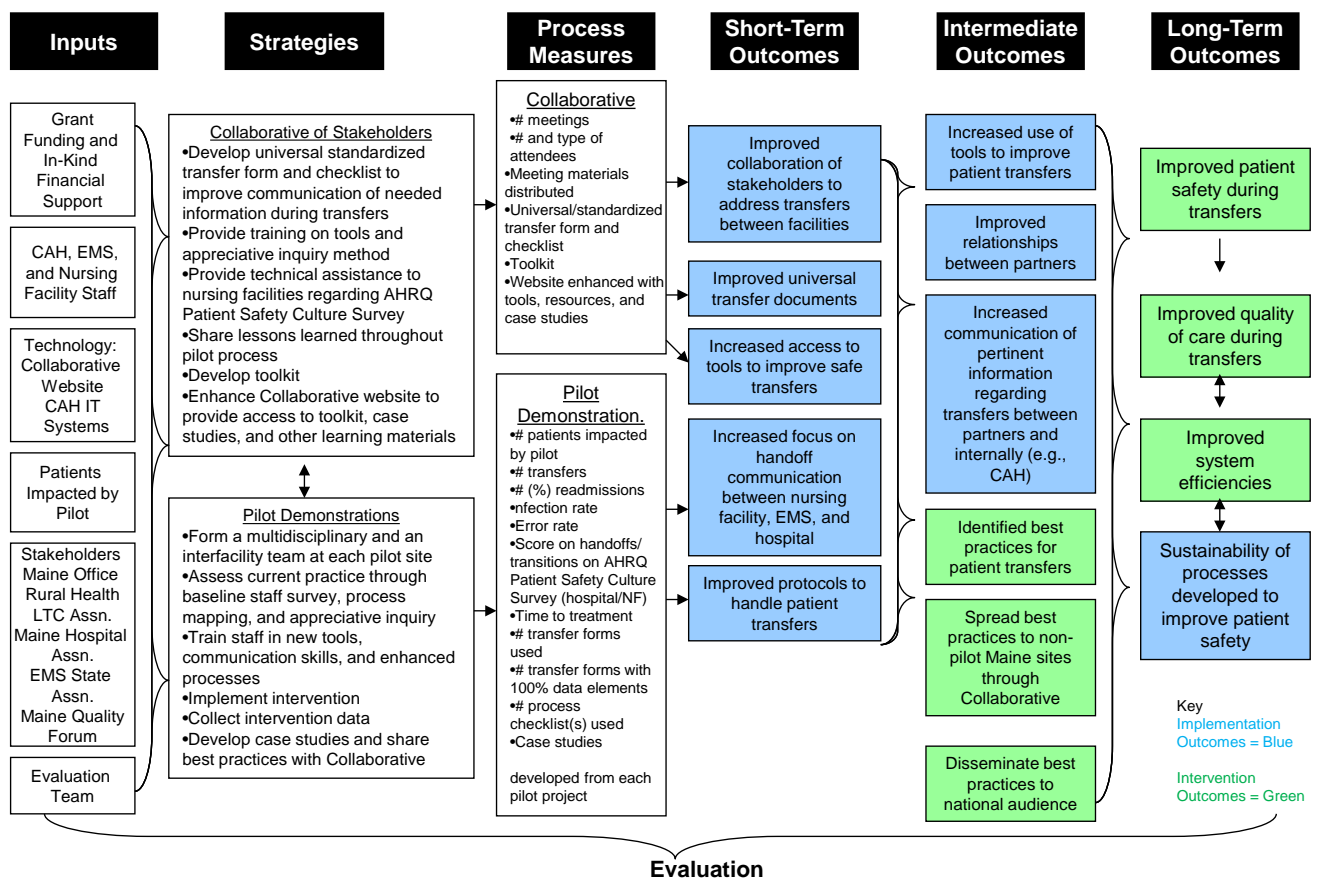 Inputs
Strategies
Process
Measures
Short-Term
Outcomes
Intermediate
Outcomes
Long-Term
Outcomes
Grant
Funding and
In-Kind
Financial
Support
CAH, EMS,
and Nursing
Facility Staff
Technology:
Collaborative
Website
CAH IT
Systems
Patients
Impacted by
Pilot
Stakeholders
Maine Office
Rural Health
LTC Assn.
Maine Hospital
Assn.
EMS State
Assn.
Maine Quality
Forum
Evaluation
Team
Collaborative of Stakeholders
•Develop universal standardized
transfer form and checklist to
improve communication of needed
information during transfers
•Provide training on tools and
appreciative inquiry method
•Provide technical assistance to
nursing facilities regarding AHRQ
Patient Safety Culture Survey
•Share lessons learned throughout
pilot process
•Develop toolkit
•Enhance Collaborative website to
provide access to toolkit, case
studies, and other learning materials
Pilot Demonstrations
•Form a multidisciplinary and an
interfacility team at each pilot site
•Assess current practice through
baseline staff survey, process
mapping, and appreciative inquiry
•Train staff in new tools,
communication skills, and enhanced
processes
•Implement intervention
•Collect intervention data
•Develop case studies and share
best practices with Collaborative
Collaborative
•# meetings
•# and type of
attendees
•Meeting materials
distributed
•Universal/standardized
transfer form and
checklist
•Toolkit
•Website enhanced with
tools, resources, and
case studies
Pilot
Demonstration.
•# patients impacted
by pilot
•# transfers
•# (%) readmissions
•nfection rate
•Error rate
•Score on handoffs/
transitions on AHRQ
Patient Safety Culture
Survey (hospital/NF)
•Time to treatment
•# transfer forms
used
•# transfer forms with
100% data elements
•# process
checklist(s) used
•Case studies
developed from each
pilot project
Improved
collaboration of
stakeholders to
address transfers
between facilities
Improved universal
transfer documents
Increased access to
tools to improve safe
transfers
Increased focus on
handoff
communication
between nursing
facility, EMS, and
hospital
Improved protocols to
handle patient
transfers
Increased use of
tools to improve
patient transfers
Improved
relationships
between partners
Increased
communication of
pertinent
information
regarding
transfers between
partners and
internally (e.g.,
CAH)
Identified best
practices for
patient transfers
Spread best
practices to non-
pilot Maine sites
through
Collaborative
Disseminate best
practices to
national audience
Improved patient
safety during
transfers
Improved quality
of care during
transfers
Improved
system
efficiencies
Sustainability of
processes
developed to
improve patient
safety
Key
Implementation
Outcomes = Blue
Intervention
Outcomes = Green
Evaluation